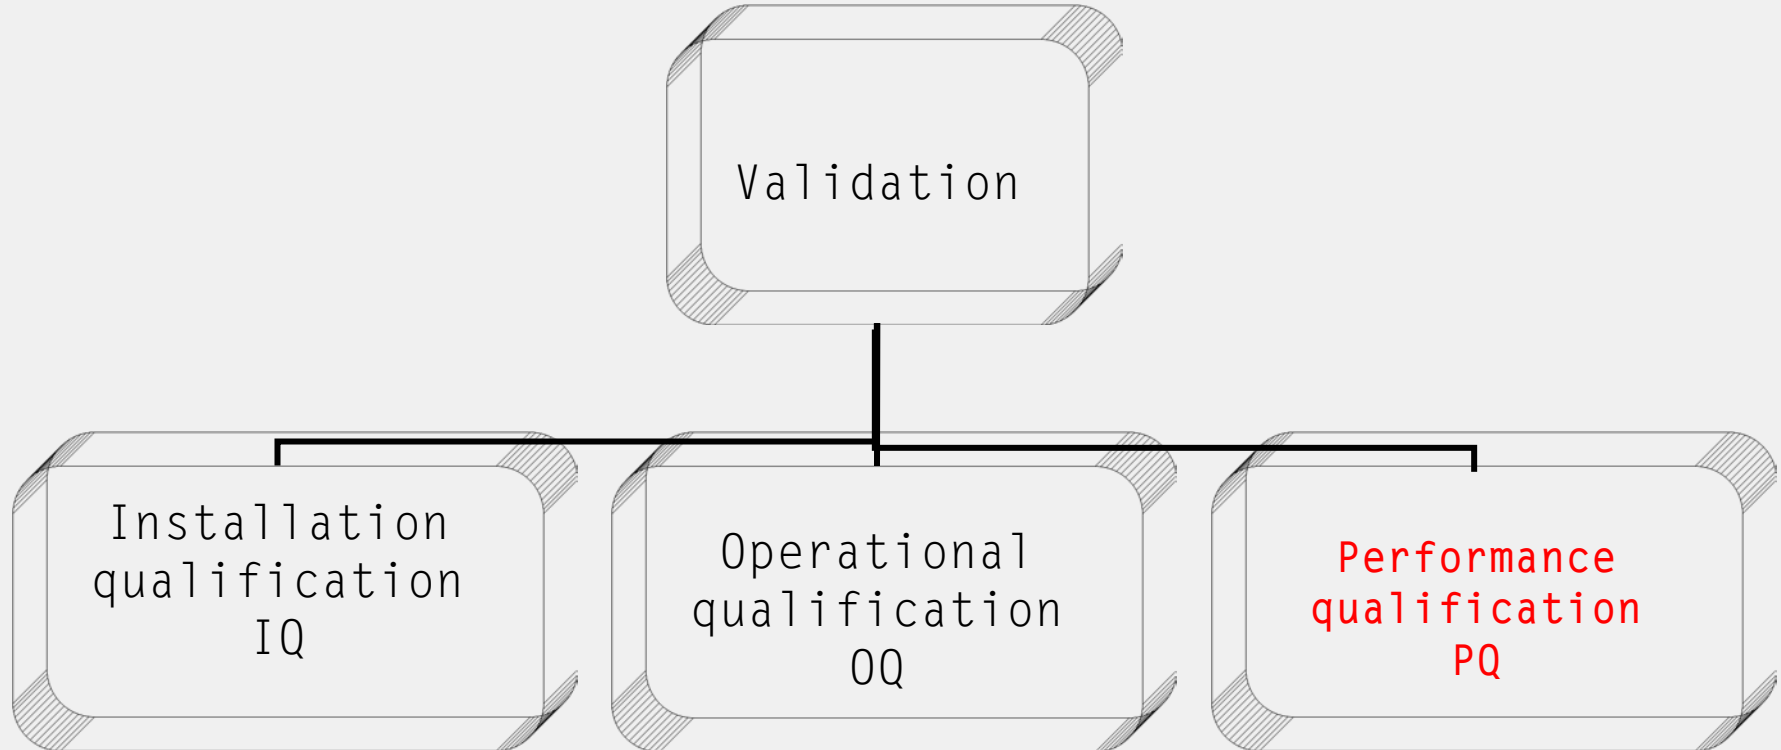 Validation
Installation
qualification
IQ
Operational
qualification
OQ
Performance
qualification
PQ